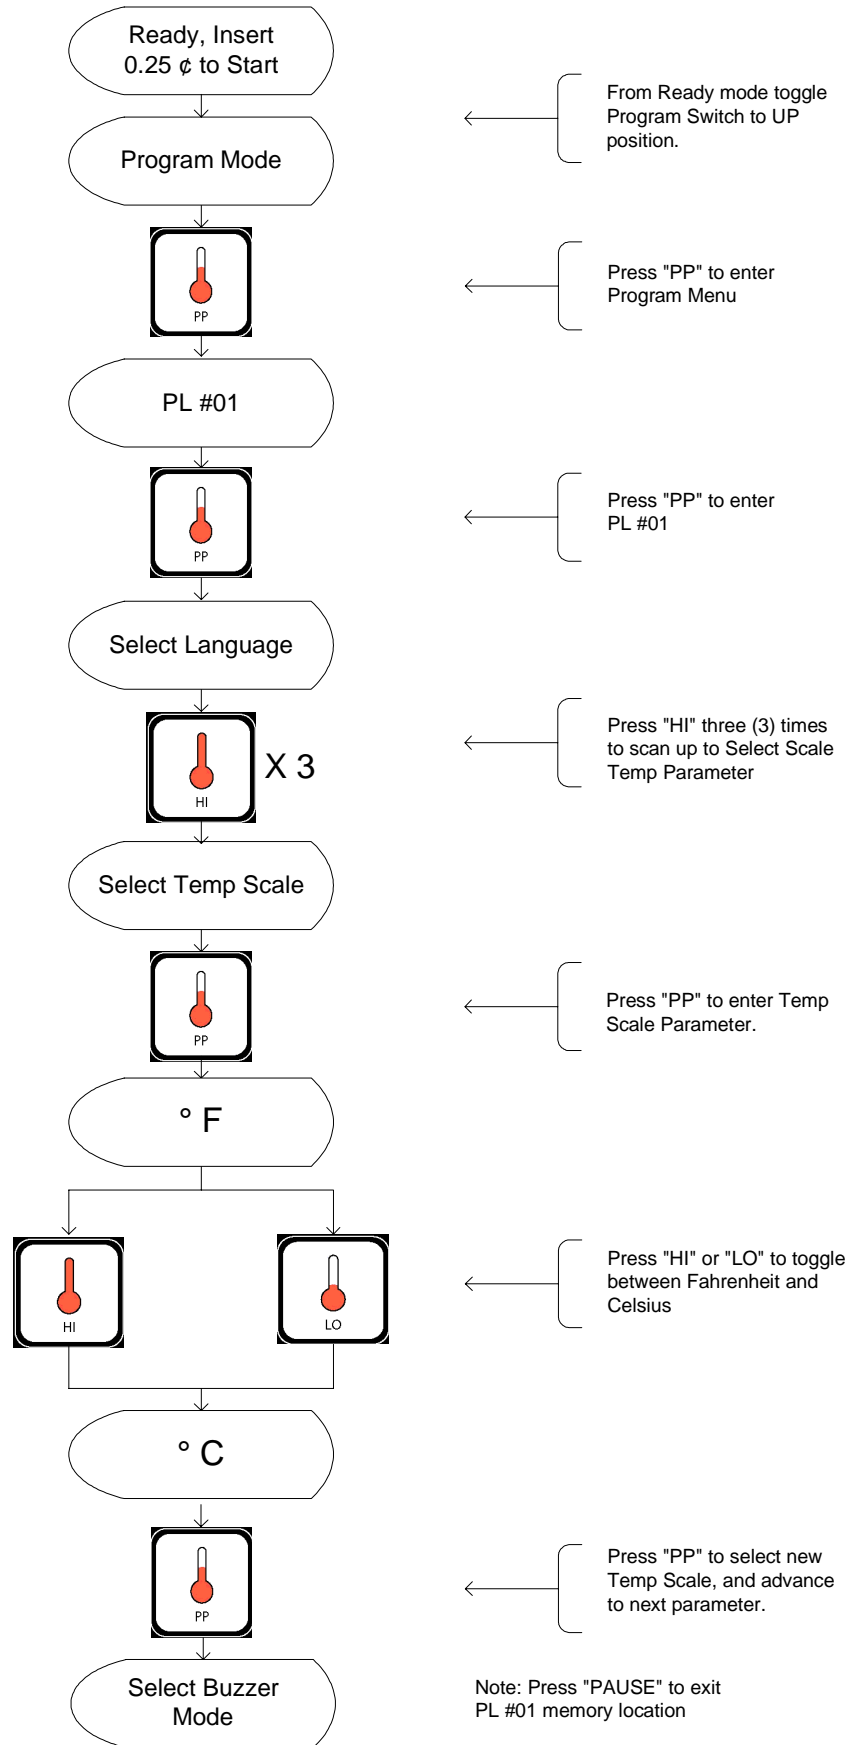 Ready, Insert
0.25 ¢ to Start
From Ready mode toggle
Program Switch to UP
position.
Program Mode
PP
Press "PP" to enter
Program Menu
PL #01
PP
Press "PP" to enter
PL #01
Select Language
HI
X 3
Press "HI" three (3) times
to scan up to Select Scale
Temp Parameter
Select Temp Scale
PP
Press "PP" to enter Temp
Scale Parameter.
° F
HI
LO
Press "HI" or "LO" to toggle
between Fahrenheit and
Celsius
° C
PP
Press "PP" to select new
Temp Scale, and advance
to next parameter.
Select Buzzer
Mode
Note: Press "PAUSE" to exit
PL #01 memory location